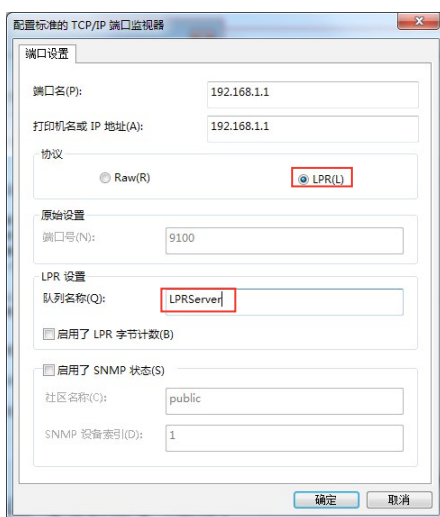 配置标准的 TCP/IP 端口监视器
端口设置
端口名(P): 192.168.1.1
打印机名或 IP 地址(A): 192.168.1.1
协议
Raw(R) LPR(L)
原始设置
端口号(N): 9100
LPR 设置
队列名称(Q): LPRServer
启用了 LPR 字节计数(B)
启用了 SNMP 状态(S)
社区名称(C): public
SNMP 设备索引(D): 1
确定 取消